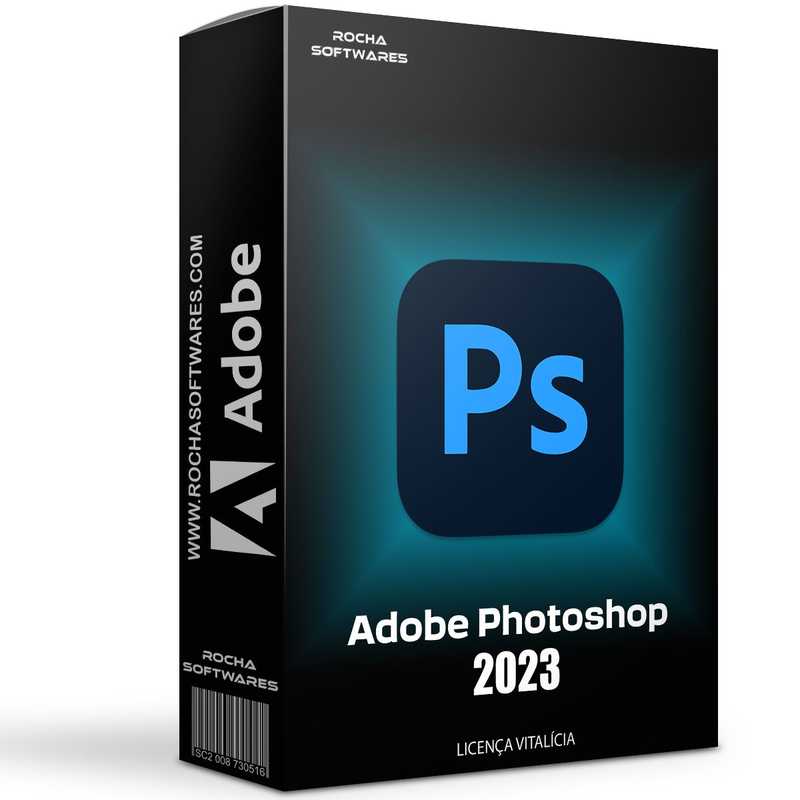 ROCHA
SOFTWARES
Ps
Adobe Photoshop
2023
LICENÇA VITALÍCIA
WWW.ROCHASOFTWARES.COM
Adobe
ROCHA
SOFTWARES
SC2 008 730516